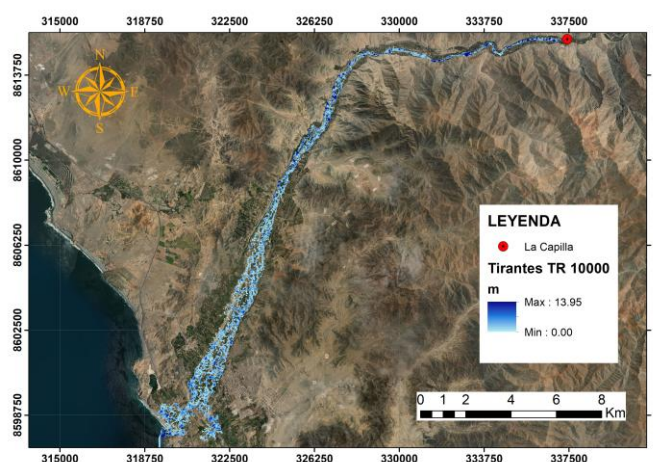 315000 318750 322500 326250 330000 333750 337500
8613750
8610000
8606250
8602500
8598750
N
W E
S
LEYENDA
La Capilla
Tirantes TR 10000
m
Max : 13.95
Min : 0.00
0 1 2 4 6 8
Km
315000 318750 322500 326250 330000 333750 337500